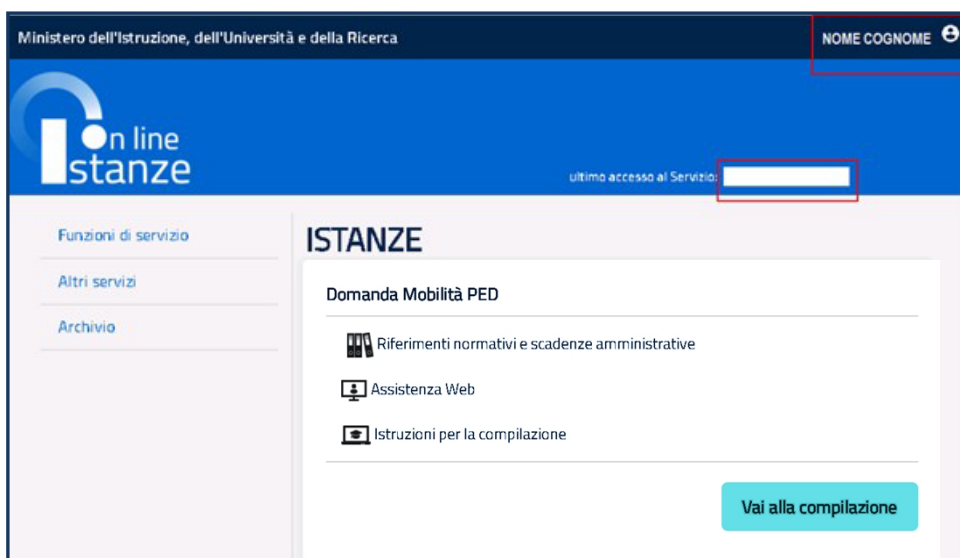 Ministero dell'Istruzione, dell'Università e della Ricerca
NOME COGNOME
On line
Istanze
ultimo accesso al Servizio:
Funzioni di servizio
Altri servizi
Archivio
ISTANZE
Domanda Mobilità PED
Riferimenti normativi e scadenze amministrative
Assistenza Web
Istruzioni per la compilazione
Vai alla compilazione